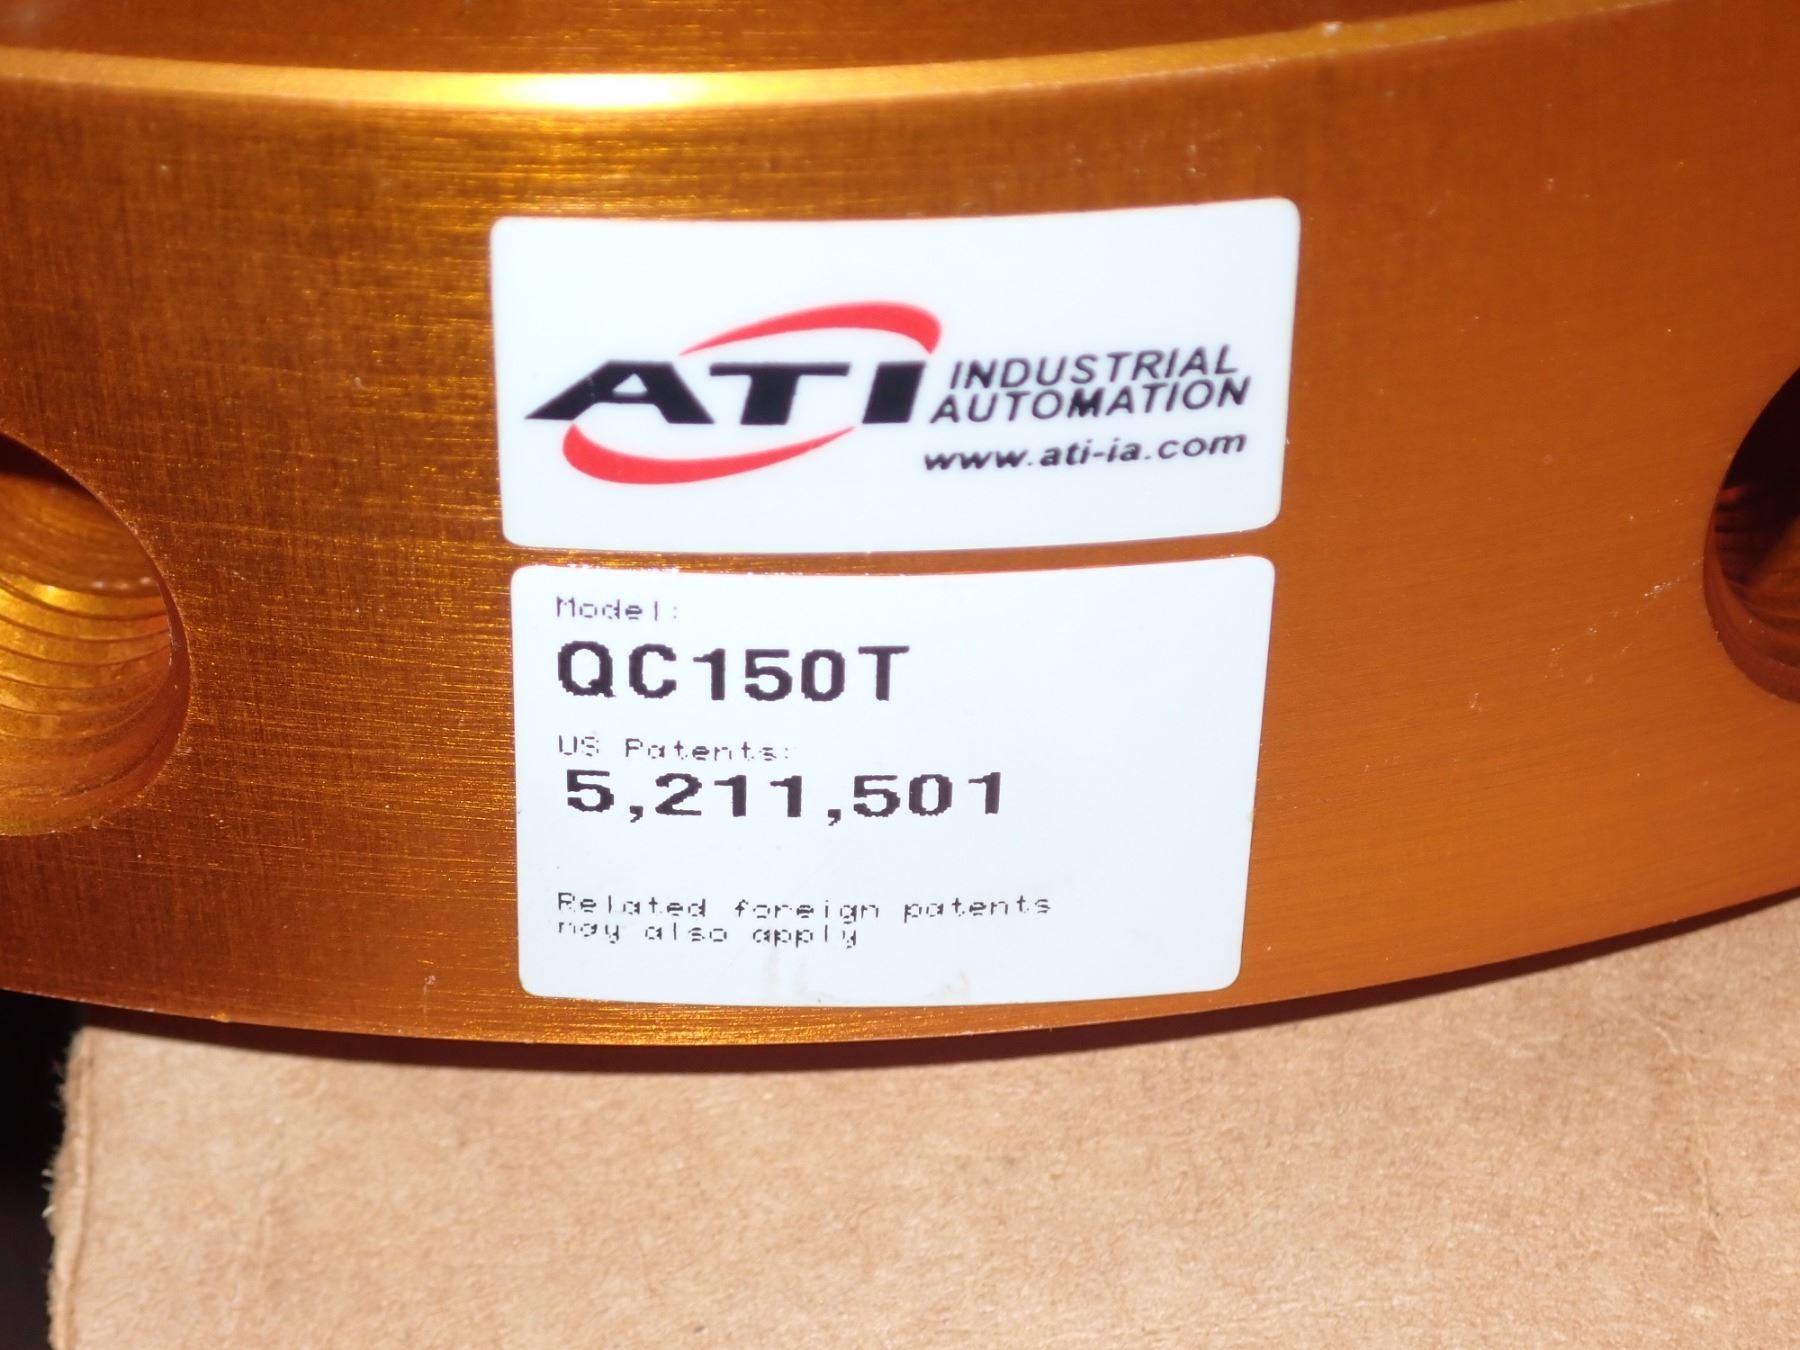 ATI INDUSTRIAL
AUTOMATION
www.ati-ia.com
Model:
QC150T
US Patents:
5,211,501
Related foreign patents
may also apply